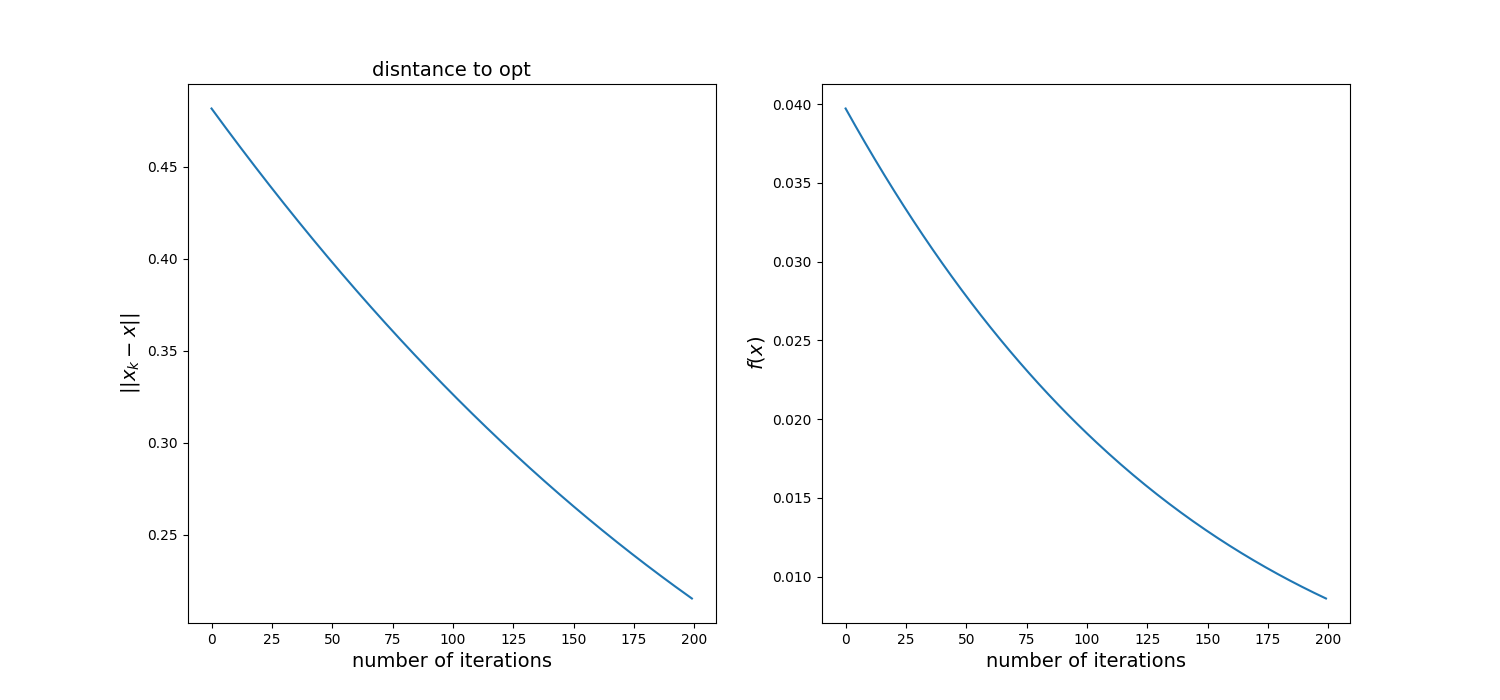 disntance to opt
0.45
0.40
0.35
0.30
0.25
||x_k − x||
0 25 50 75 100 125 150 175 200
number of iterations
0.040
0.035
0.030
0.025
0.020
0.015
0.010
f(x)
0 25 50 75 100 125 150 175 200
number of iterations